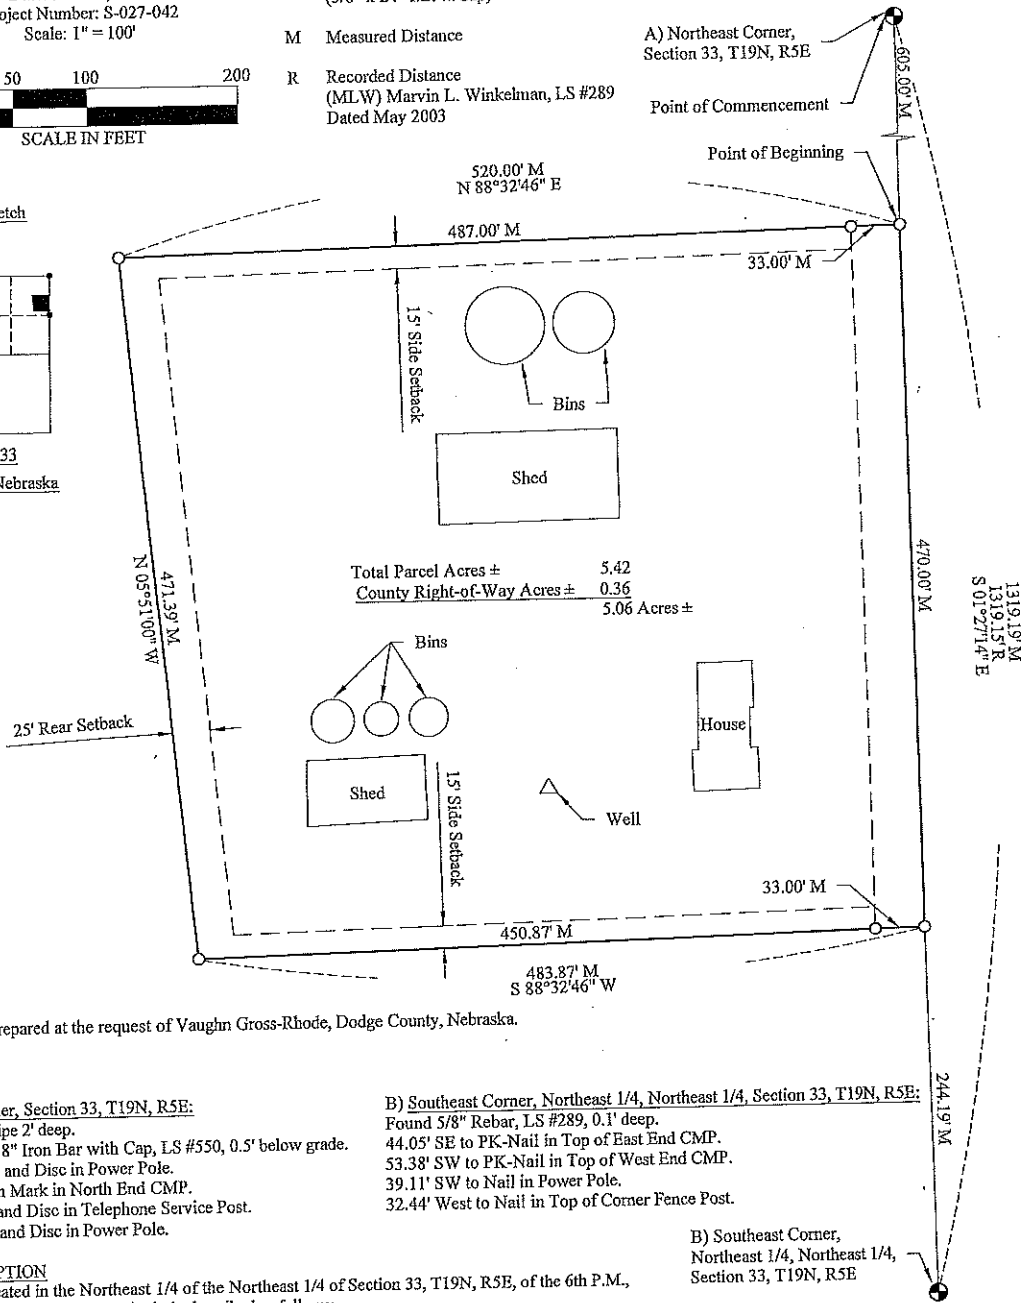 oject Number: S-027-042
Scale: 1" = 100'
50 100 200
SCALE IN FEET
M Measured Distance
R Recorded Distance
(MLW) Marvin L. Winkelman, LS #289
Dated May 2003
A) Northeast Corner,
Section 33, T19N, R5E
605.00' M
Point of Commencement
Point of Beginning
520.00' M
N 88°32'46" E
487.00' M
33.00' M
etch
33
Nebraska
15' Side Setback
Bins
Shed
Total Parcel Acres ± 5.42
County Right-of-Way Acres ± 0.36
5.06 Acres ±
471.39' M
N 05°51'00" W
470.00' M
1319.19' M
1319.15' R
S 01°27'14" E
Bins
25' Rear Setback
House
Shed
15' Side Setback
Well
33.00' M
450.87' M
483.87' M
S 88°32'46" W
repared at the request of Vaughn Gross-Rhode, Dodge County, Nebraska.
244.19' M
er, Section 33, T19N, R5E:
ipe 2' deep.
8" Iron Bar with Cap, LS #550, 0.5' below grade.
and Disc in Power Pole.
n Mark in North End CMP.
and Disc in Telephone Service Post.
and Disc in Power Pole.
B) Southeast Corner, Northeast 1/4, Northeast 1/4, Section 33, T19N, R5E:
Found 5/8" Rebar, LS #289, 0.1' deep.
44.05' SE to PK-Nail in Top of East End CMP.
53.38' SW to PK-Nail in Top of West End CMP.
39.11' SW to Nail in Power Pole.
32.44' West to Nail in Top of Corner Fence Post.
B) Southeast Corner,
Northeast 1/4, Northeast 1/4,
Section 33, T19N, R5E
PTION
ated in the Northeast 1/4 of the Northeast 1/4 of Section 33, T19N, R5E, of the 6th P.M.,